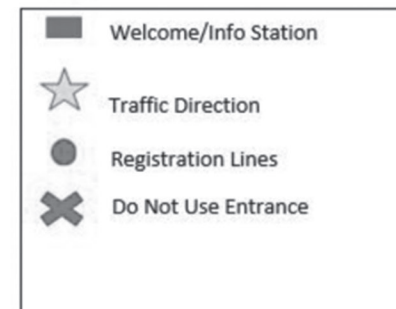 Welcome/Info Station
Traffic Direction
Registration Lines
Do Not Use Entrance